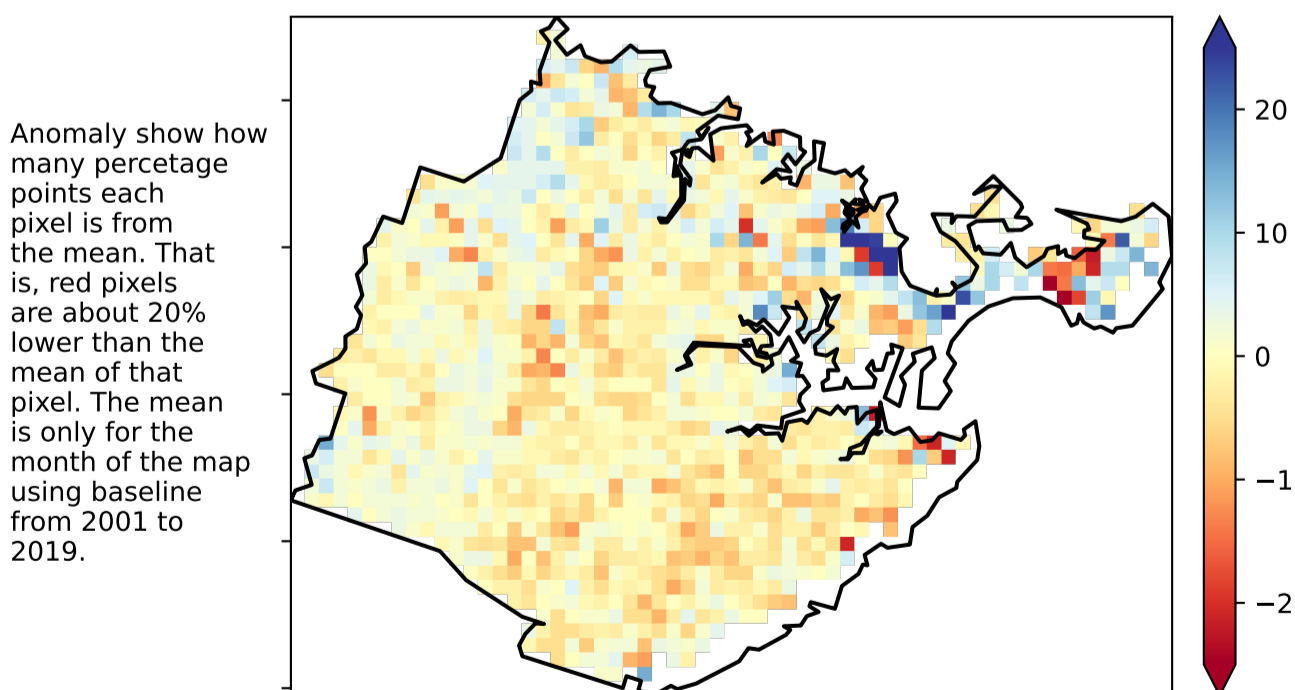 Anomaly show how
many percetage
points each
pixel is from
the mean. That
is, red pixels
are about 20%
lower than the
mean of that
pixel. The mean
is only for the
month of the map
using baseline
from 2001 to
2019.
20
10
0
−1
−2